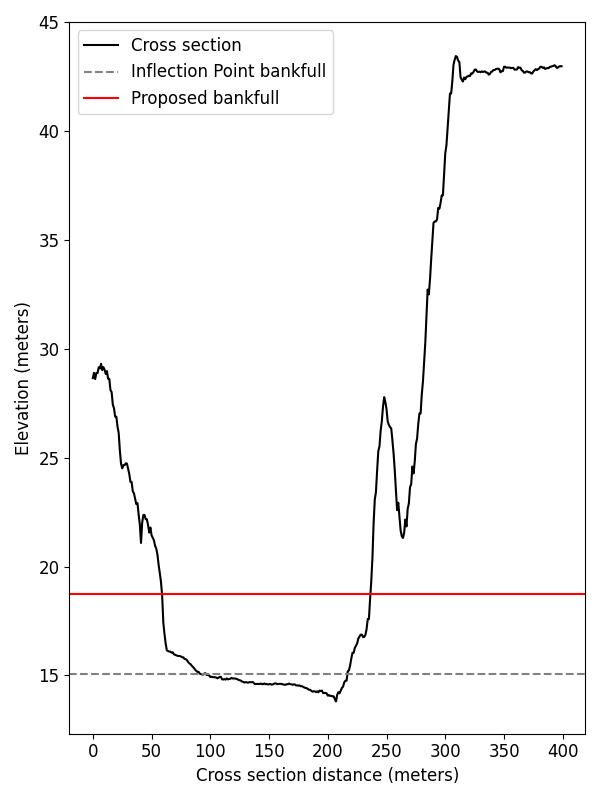 45
40
35
30
25
20
15
Elevation (meters)
Cross section
Inflection Point bankfull
Proposed bankfull
0 50 100 150 200 250 300 350 400
Cross section distance (meters)